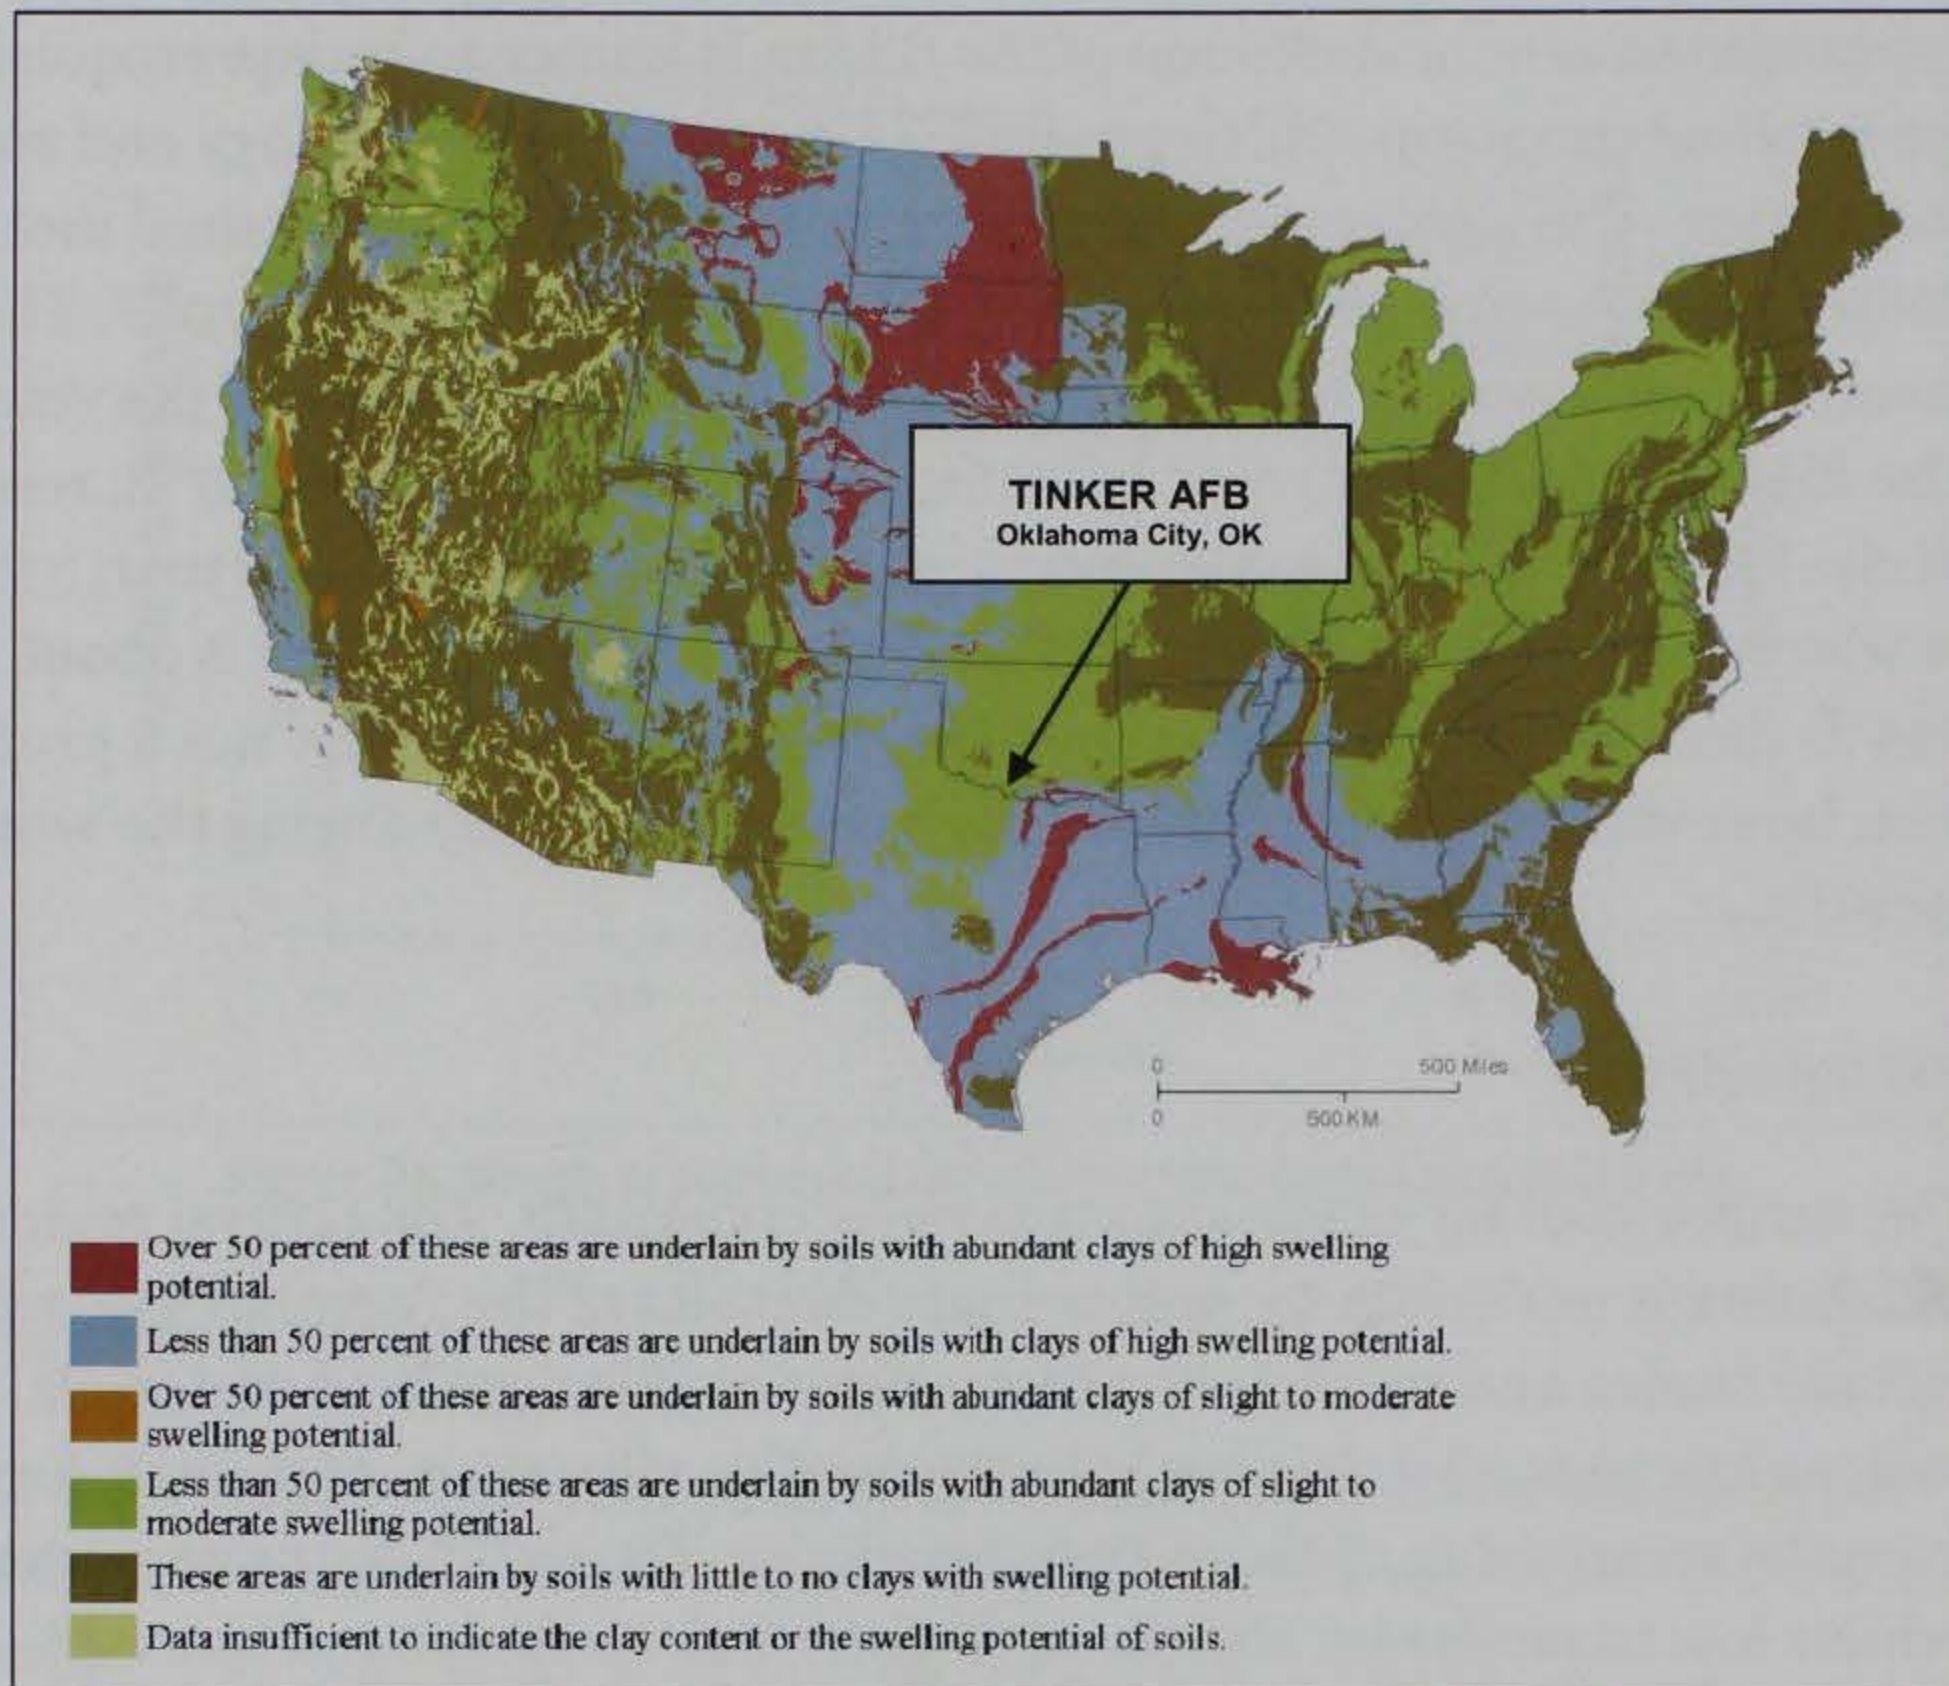 TINKER AFB
Oklahoma City, OK
0 500 Miles
0 500 KM
Over 50 percent of these areas are underlain by soils with abundant clays of high swelling
potential.
Less than 50 percent of these areas are underlain by soils with clays of high swelling potential.
Over 50 percent of these areas are underlain by soils with abundant clays of slight to moderate
swelling potential.
Less than 50 percent of these areas are underlain by soils with abundant clays of slight to
moderate swelling potential.
These areas are underlain by soils with little to no clays with swelling potential.
Data insufficient to indicate the clay content or the swelling potential of soils.